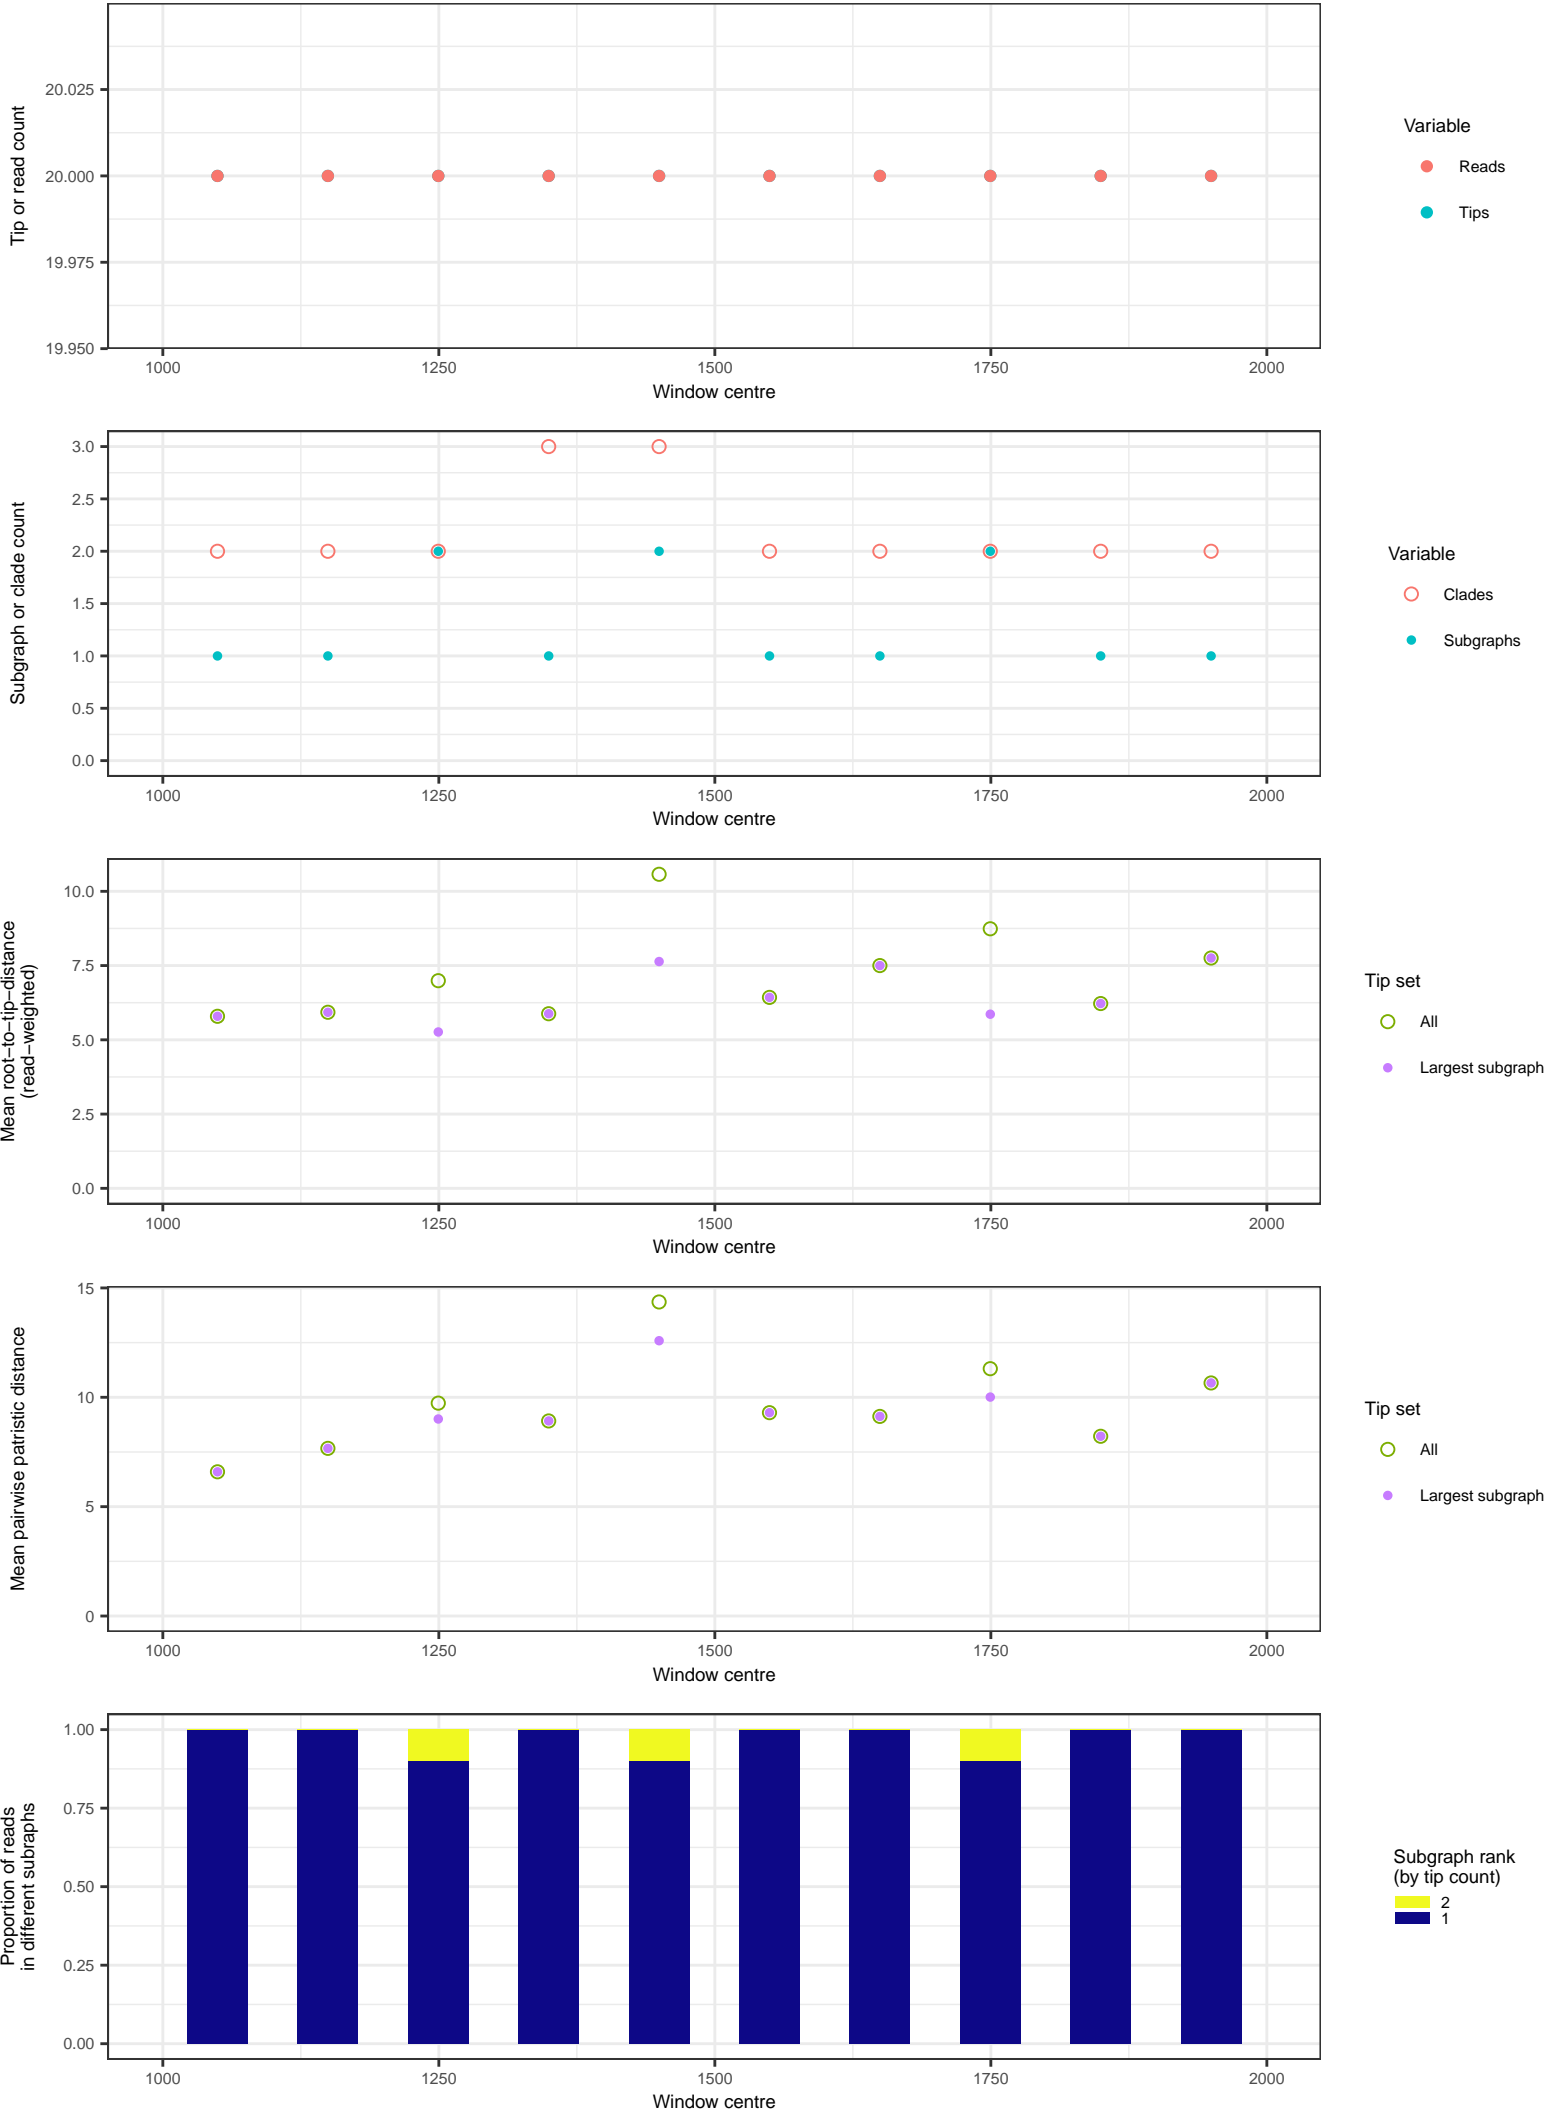 20.025
20.000
19.975
19.950
Tip or read count
1000 1250 1500 1750 2000
Window centre
Variable
Reads
Tips
3.0
2.5
2.0
1.5
1.0
0.5
0.0
Subgraph or clade count
1000 1250 1500 1750 2000
Window centre
Variable
Clades
Subgraphs
10.0
7.5
5.0
2.5
0.0
Mean root−to−tip−distance
(read−weighted)
1000 1250 1500 1750 2000
Window centre
Tip set
All
Largest subgraph
15
10
5
0
Mean pairwise patristic distance
1000 1250 1500 1750 2000
Window centre
Tip set
All
Largest subgraph
1.00
0.75
0.50
0.25
0.00
Proportion of reads
in different subraphs
1000 1250 1500 1750 2000
Window centre
Subgraph rank
(by tip count)
2
1